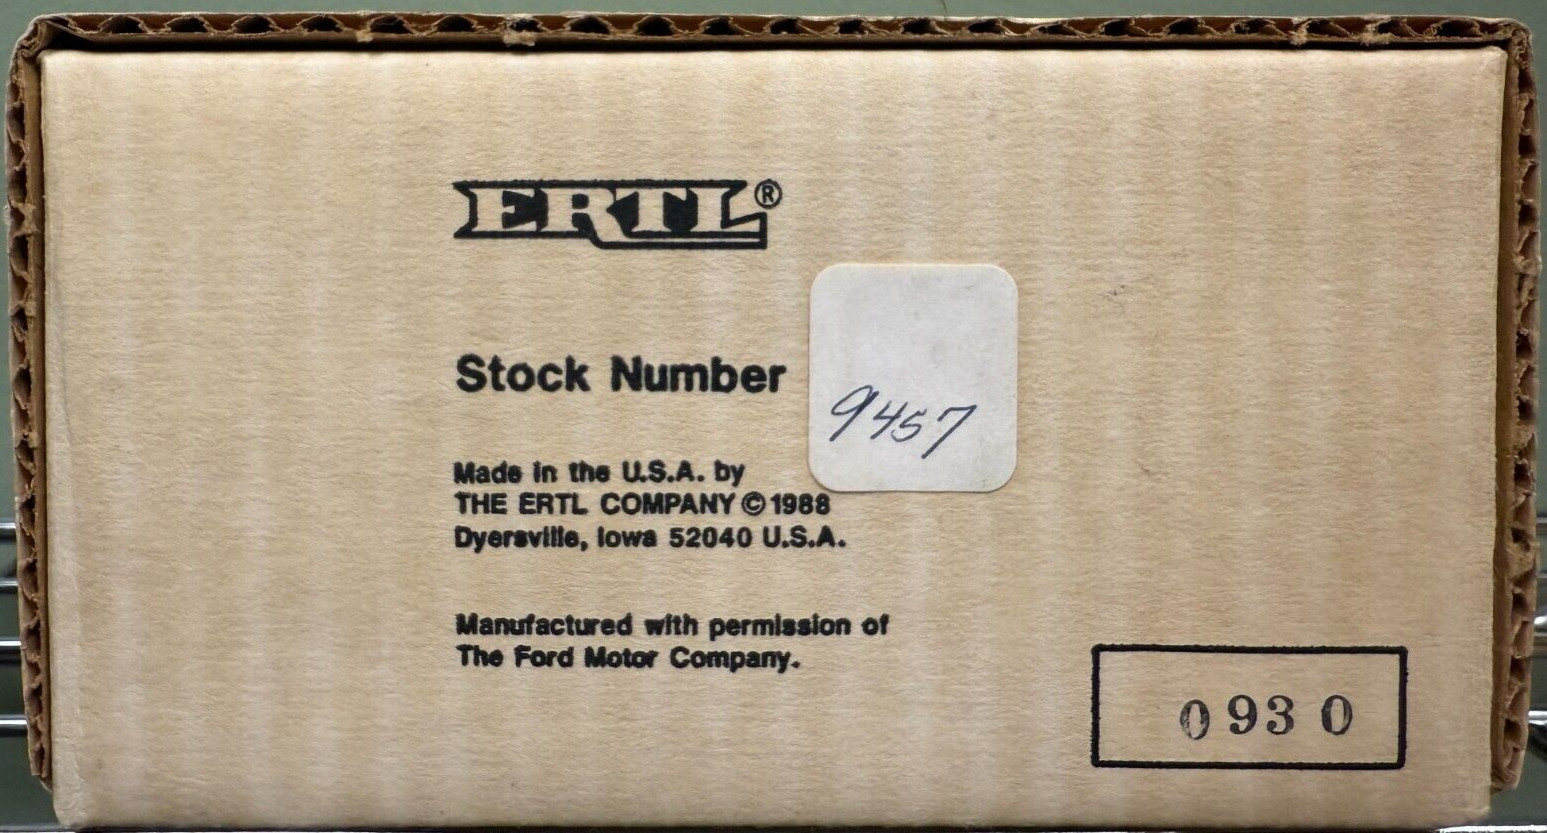 ERTL®
Stock Number 9457
Made in the U.S.A. by
THE ERTL COMPANY © 1988
Dyersville, Iowa 52040 U.S.A.
Manufactured with permission of
The Ford Motor Company.
0930